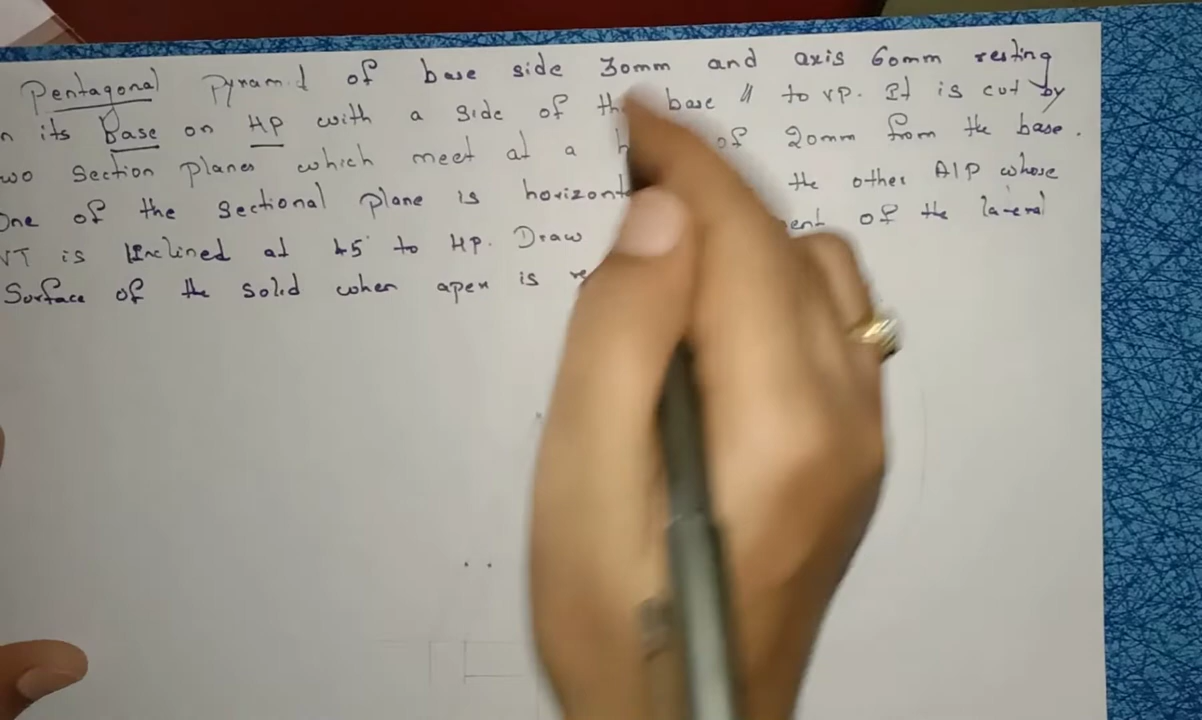 Pentagonal Pyramid of base side 30mm and axis 60mm resting
n its Base on HP with a side of the base // to VP. It is cut by
wo Section Planes which meet at a h of 20mm from the base.
One of the Sectional Plane is horizont the other AIP whose
VT is Inclined at 45° to HP. Draw ent of the lateral
Surface of the solid when apex is re